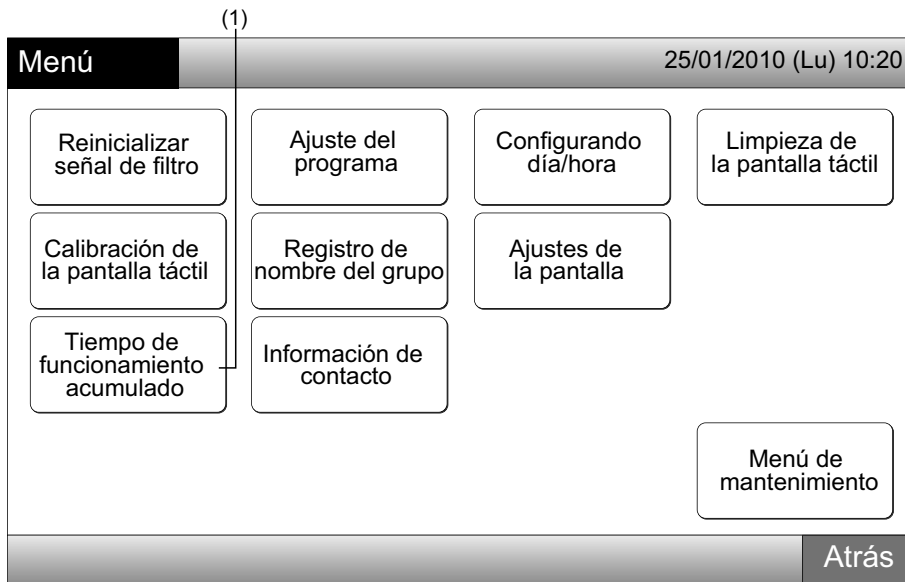 (1)
Menú
25/01/2010 (Lu) 10:20
Reinicializar
señal de filtro
Ajuste del
programa
Configurando
día/hora
Limpieza de
la pantalla táctil
Calibración de
la pantalla táctil
Registro de
nombre del grupo
Ajustes de
la pantalla
Tiempo de
funcionamiento
acumulado
Información de
contacto
Menú de
mantenimiento
Atrás